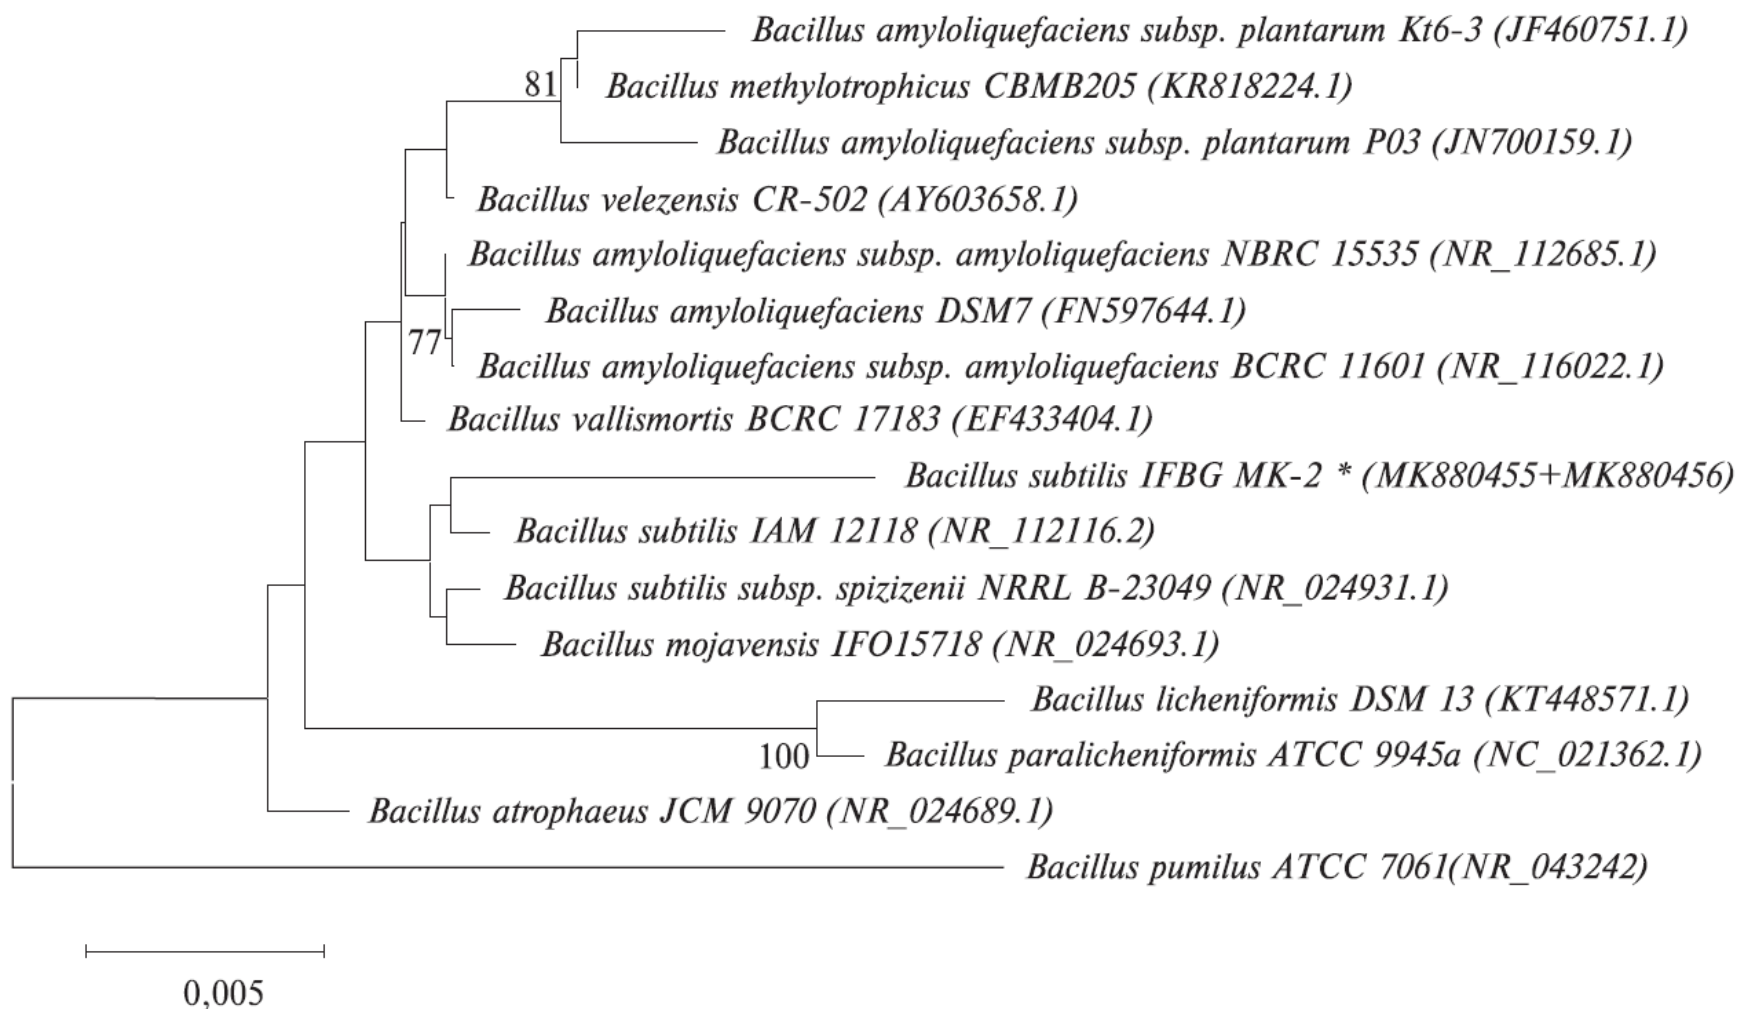 Bacillus amyloliquefaciens subsp. plantarum Kt6-3 (JF460751.1)
81
Bacillus methylotrophicus CBMB205 (KR818224.1)
Bacillus amyloliquefaciens subsp. plantarum P03 (JN700159.1)
Bacillus velezensis CR-502 (AY603658.1)
Bacillus amyloliquefaciens subsp. amyloliquefaciens NBRC 15535 (NR_112685.1)
Bacillus amyloliquefaciens DSM7 (FN597644.1)
77
Bacillus amyloliquefaciens subsp. amyloliquefaciens BCRC 11601 (NR_116022.1)
Bacillus vallismortis BCRC 17183 (EF433404.1)
Bacillus subtilis IFBG MK-2 * (MK880455+MK880456)
Bacillus subtilis IAM 12118 (NR_112116.2)
Bacillus subtilis subsp. spizizenii NRRL B-23049 (NR_024931.1)
Bacillus mojavensis IFO15718 (NR_024693.1)
Bacillus licheniformis DSM 13 (KT448571.1)
100
Bacillus paralicheniformis ATCC 9945a (NC_021362.1)
Bacillus atrophaeus JCM 9070 (NR_024689.1)
Bacillus pumilus ATCC 7061(NR_043242)
0,005